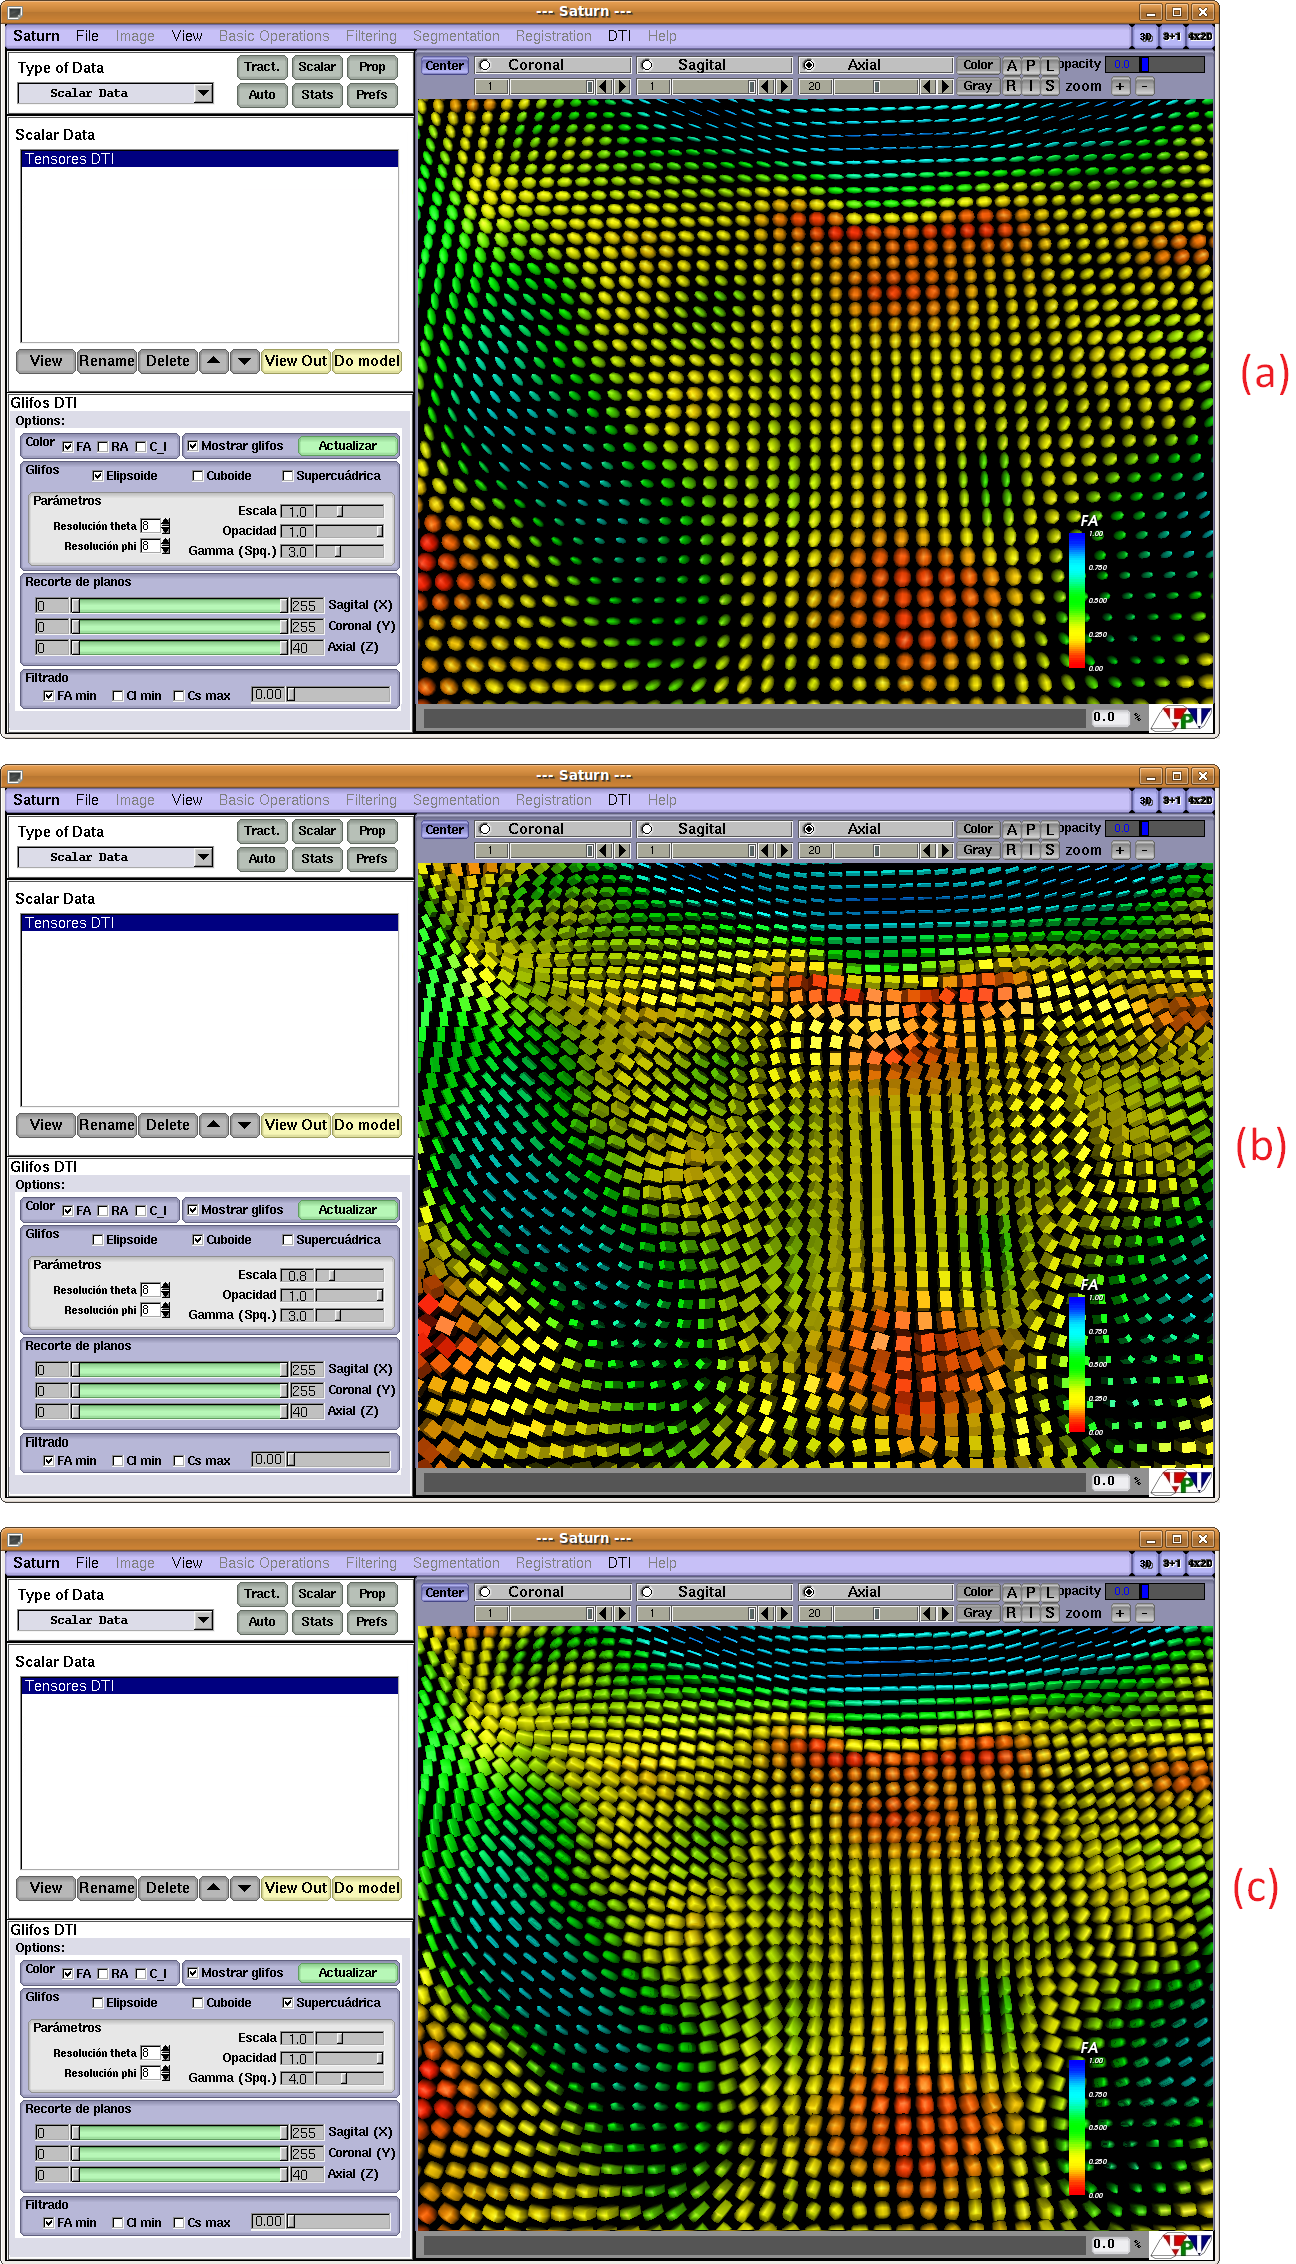 --- Saturn ---
Saturn File Image View Basic Operations Filtering Segmentation Registration DTI Help 3D 3+1 4x2D
Type of Data Tract. Scalar Prop
Scalar Data Auto Stats Prefs
Center Coronal Sagital Axial Color A P L opacity 0.0
1 1 20 Gray R I S zoom + -
Scalar Data
Tensores DTI
View Rename Delete View Out Do model
Glifos DTI
Options:
Color FA RA C_l Mostrar glifos Actualizar
Glifos Elipsoide Cuboide Supercuádrica
Parámetros
Escala 1.0
Resolución theta 8
Opacidad 1.0
Resolución phi 8
Gamma (Spq.) 3.0
Recorte de planos
0 255 Sagital (X)
0 255 Coronal (Y)
0 40 Axial (Z)
Filtrado
FA min Cl min Cs max 0.00
FA
1.00
0.750
0.500
0.250
0.00
0.0 %
(a)
--- Saturn ---
Saturn File Image View Basic Operations Filtering Segmentation Registration DTI Help 3D 3+1 4x2D
Type of Data Tract. Scalar Prop
Scalar Data Auto Stats Prefs
Center Coronal Sagital Axial Color A P L opacity 0.0
1 1 20 Gray R I S zoom + -
Scalar Data
Tensores DTI
View Rename Delete View Out Do model
Glifos DTI
Options:
Color FA RA C_l Mostrar glifos Actualizar
Glifos Elipsoide Cuboide Supercuádrica
Parámetros
Escala 0.8
Resolución theta 8
Opacidad 1.0
Resolución phi 8
Gamma (Spq.) 3.0
Recorte de planos
0 255 Sagital (X)
0 255 Coronal (Y)
0 40 Axial (Z)
Filtrado
FA min Cl min Cs max 0.00
FA
1.00
0.750
0.500
0.250
0.00
0.0 %
(b)
--- Saturn ---
Saturn File Image View Basic Operations Filtering Segmentation Registration DTI Help 3D 3+1 4x2D
Type of Data Tract. Scalar Prop
Scalar Data Auto Stats Prefs
Center Coronal Sagital Axial Color A P L opacity 0.0
1 1 20 Gray R I S zoom + -
Scalar Data
Tensores DTI
View Rename Delete View Out Do model
Glifos DTI
Options:
Color FA RA C_l Mostrar glifos Actualizar
Glifos Elipsoide Cuboide Supercuádrica
Parámetros
Escala 1.0
Resolución theta 8
Opacidad 1.0
Resolución phi 8
Gamma (Spq.) 4.0
Recorte de planos
0 255 Sagital (X)
0 255 Coronal (Y)
0 40 Axial (Z)
Filtrado
FA min Cl min Cs max 0.00
FA
1.00
0.750
0.500
0.250
0.00
0.0 %
(c)